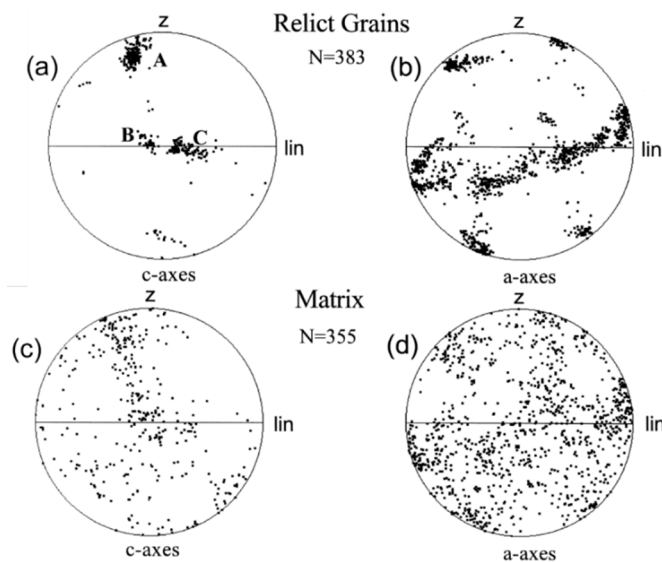 Relict Grains
N=383
(a)
z
A
B
C
lin
c-axes
(b)
z
lin
a-axes
Matrix
N=355
(c)
z
lin
c-axes
(d)
z
lin
a-axes